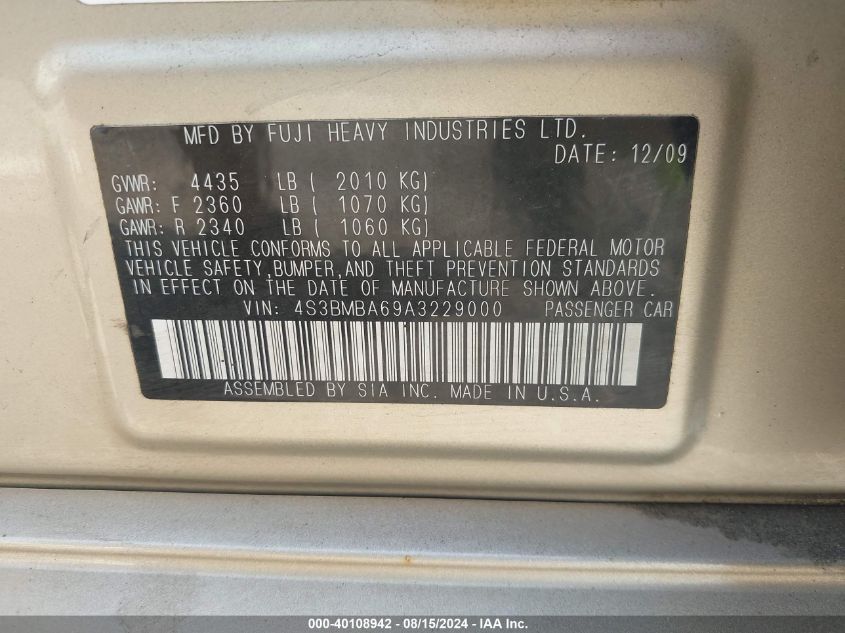 MFD BY FUJI HEAVY INDUSTRIES LTD.
DATE: 12/09
GVWR: 4435 LB ( 2010 KG)
GAWR: F 2360 LB ( 1070 KG)
GAWR: R 2340 LB ( 1060 KG)
THIS VEHICLE CONFORMS TO ALL APPLICABLE FEDERAL MOTOR
VEHICLE SAFETY,BUMPER,AND THEFT PREVENTION STANDARDS
IN EFFECT ON THE DATE OF MANUFACTURE SHOWN ABOVE.
VIN: 4S3BMBA69A3229000 PASSENGER CAR
ASSEMBLED BY SIA INC. MADE IN U.S.A.
000-40108942 - 08/15/2024 - IAAI, Inc.